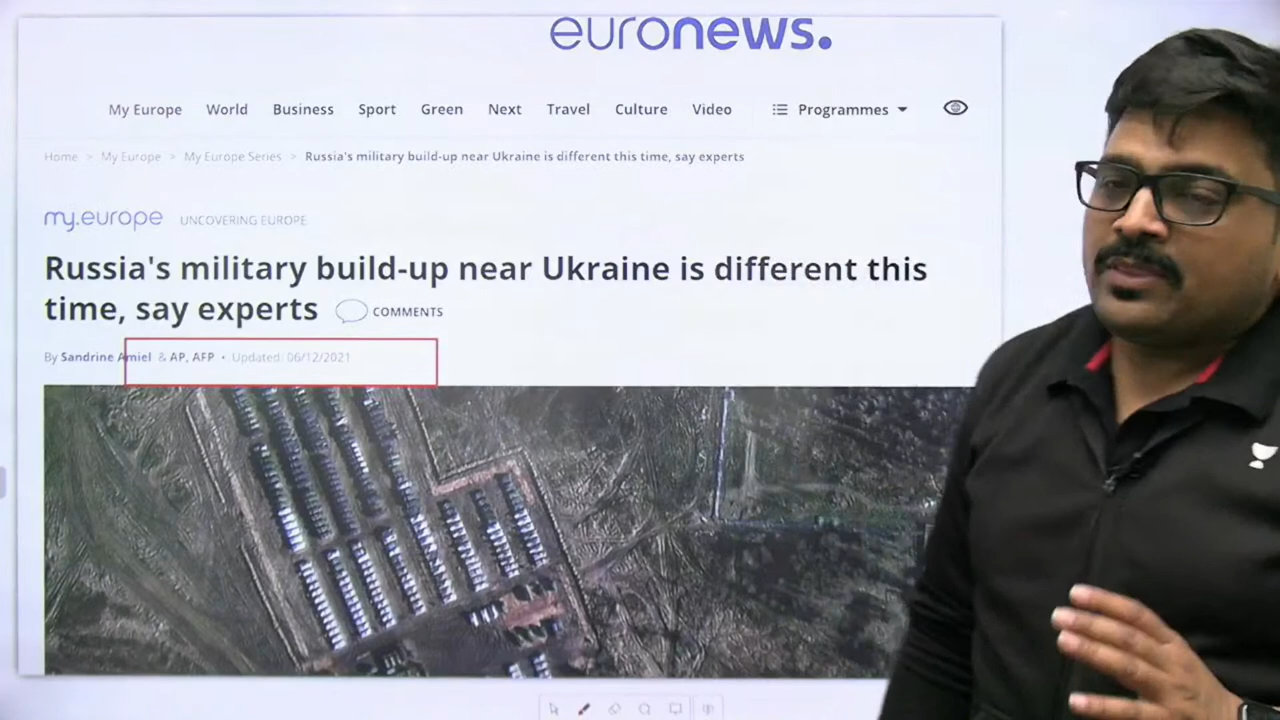 euronews.
My Europe World Business Sport Green Next Travel Culture Video Programmes
Home > My Europe > My Europe Series > Russia's military build-up near Ukraine is different this time, say experts
my.europe UNCOVERING EUROPE
Russia's military build-up near Ukraine is different this
time, say experts COMMENTS
By Sandrine Amiel & AP, AFP • Updated: 06/12/2021